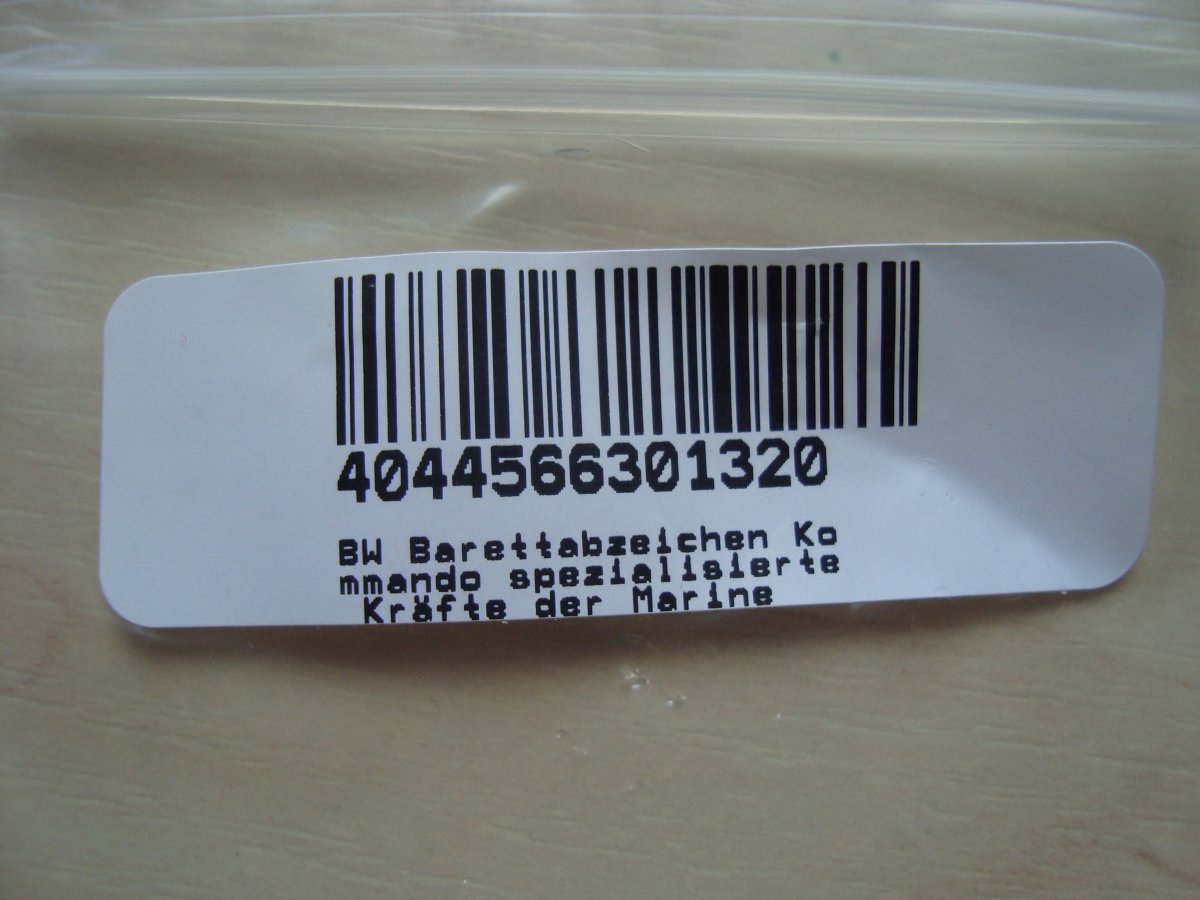 4044566301320
BW Barettabzeichen Ko
mmando spezialisierte
Kräfte der Marine